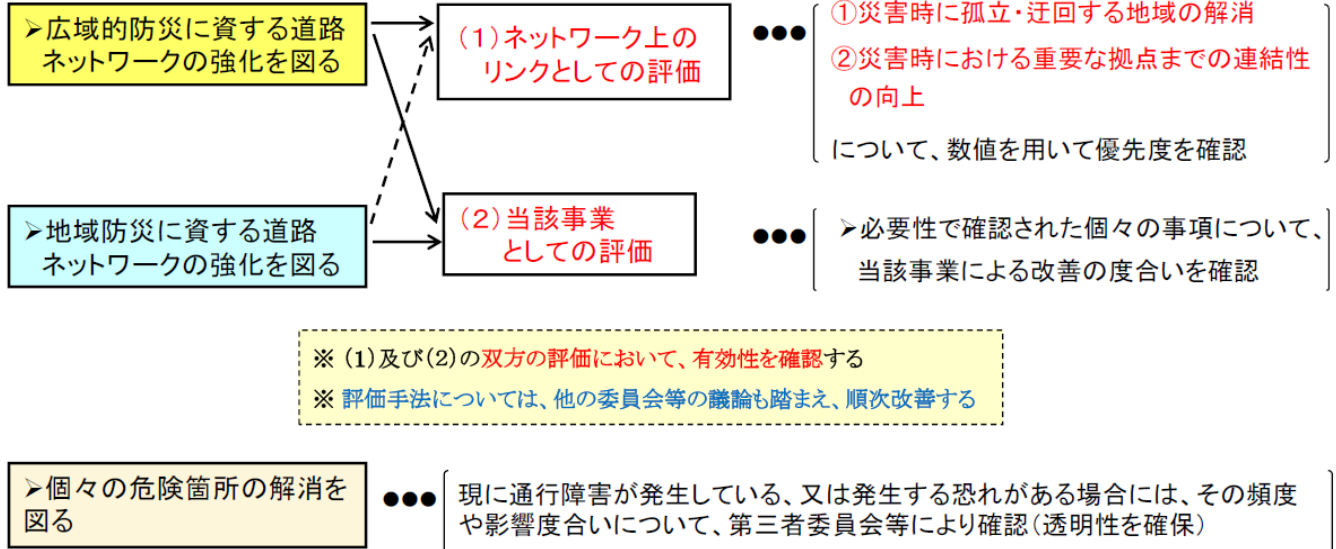 ➢広域的防災に資する道路
ネットワークの強化を図る
(1)ネットワーク上の
リンクとしての評価
●●●
①災害時に孤立・迂回する地域の解消
②災害時における重要な拠点までの連結性
の向上
について、数値を用いて優先度を確認
➢地域防災に資する道路
ネットワークの強化を図る
(2)当該事業
としての評価
●●●
➢必要性で確認された個々の事項について、
当該事業による改善の度合いを確認
※ (1)及び(2)の双方の評価において、有効性を確認する
※ 評価手法については、他の委員会等の議論も踏まえ、順次改善する
➢個々の危険箇所の解消を
図る
●●●
現に通行障害が発生している、又は発生する恐れがある場合には、その頻度
や影響度合いについて、第三者委員会等により確認(透明性を確保)